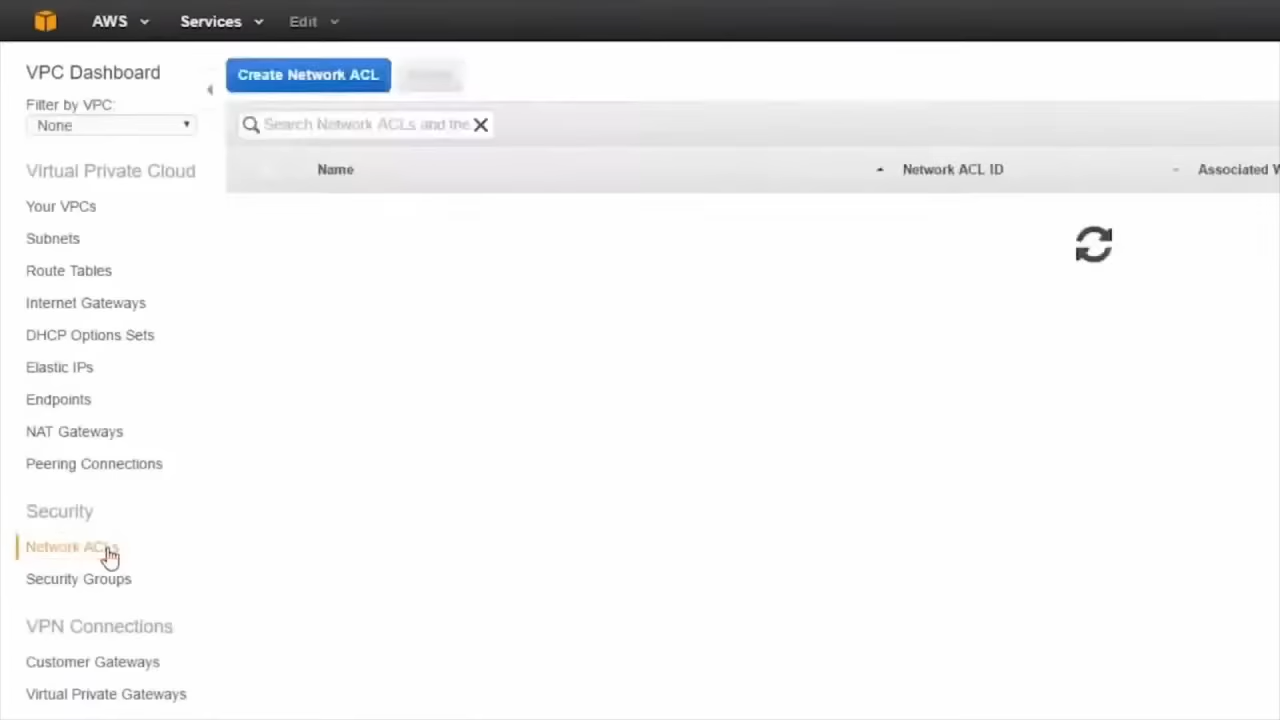 AWS Services Edit
VPC Dashboard
Filter by VPC:
None
Virtual Private Cloud
Your VPCs
Subnets
Route Tables
Internet Gateways
DHCP Options Sets
Elastic IPs
Endpoints
NAT Gateways
Peering Connections
Security
Network ACLs
Security Groups
VPN Connections
Customer Gateways
Virtual Private Gateways
Create Network ACL
Search Network ACLs and the
Name Network ACL ID Associated W